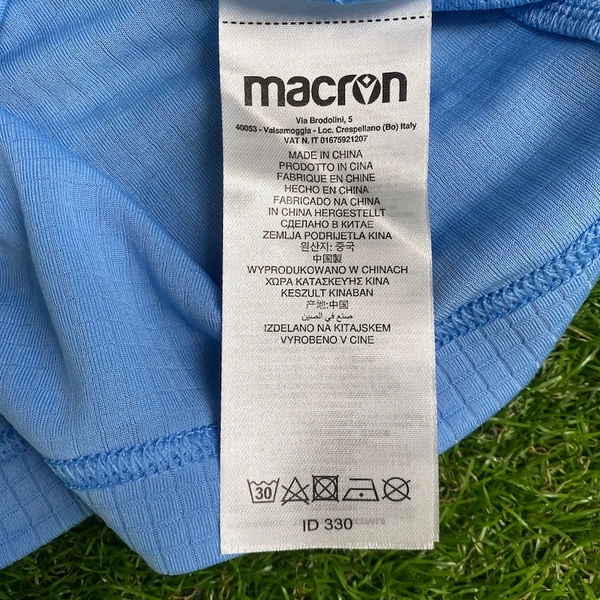 macron
Via Brodolini, 5
40053 - Valsamoggia - Loc. Crespellano (Bo) Italy
VAT N. IT 01675921207
MADE IN CHINA
PRODOTTO IN CINA
FABRIQUE EN CHINE
HECHO EN CHINA
FABRICADO NA CHINA
IN CHINA HERGESTELLT
СДЕЛАНО В КИТАЕ
ZEMLJA PODRIJETLA KINA
원산지: 중국
中国製
WYPRODUKOWANO W CHINACH
ΧΩΡΑ ΚΑΤΑΣΚΕΥΗΣ ΚΙΝΑ
KESZULT KINABAN
产地:中国
صنع في الصين
IZDELANO NA KITAJSKEM
VYROBENO V CINE
30
ID 330